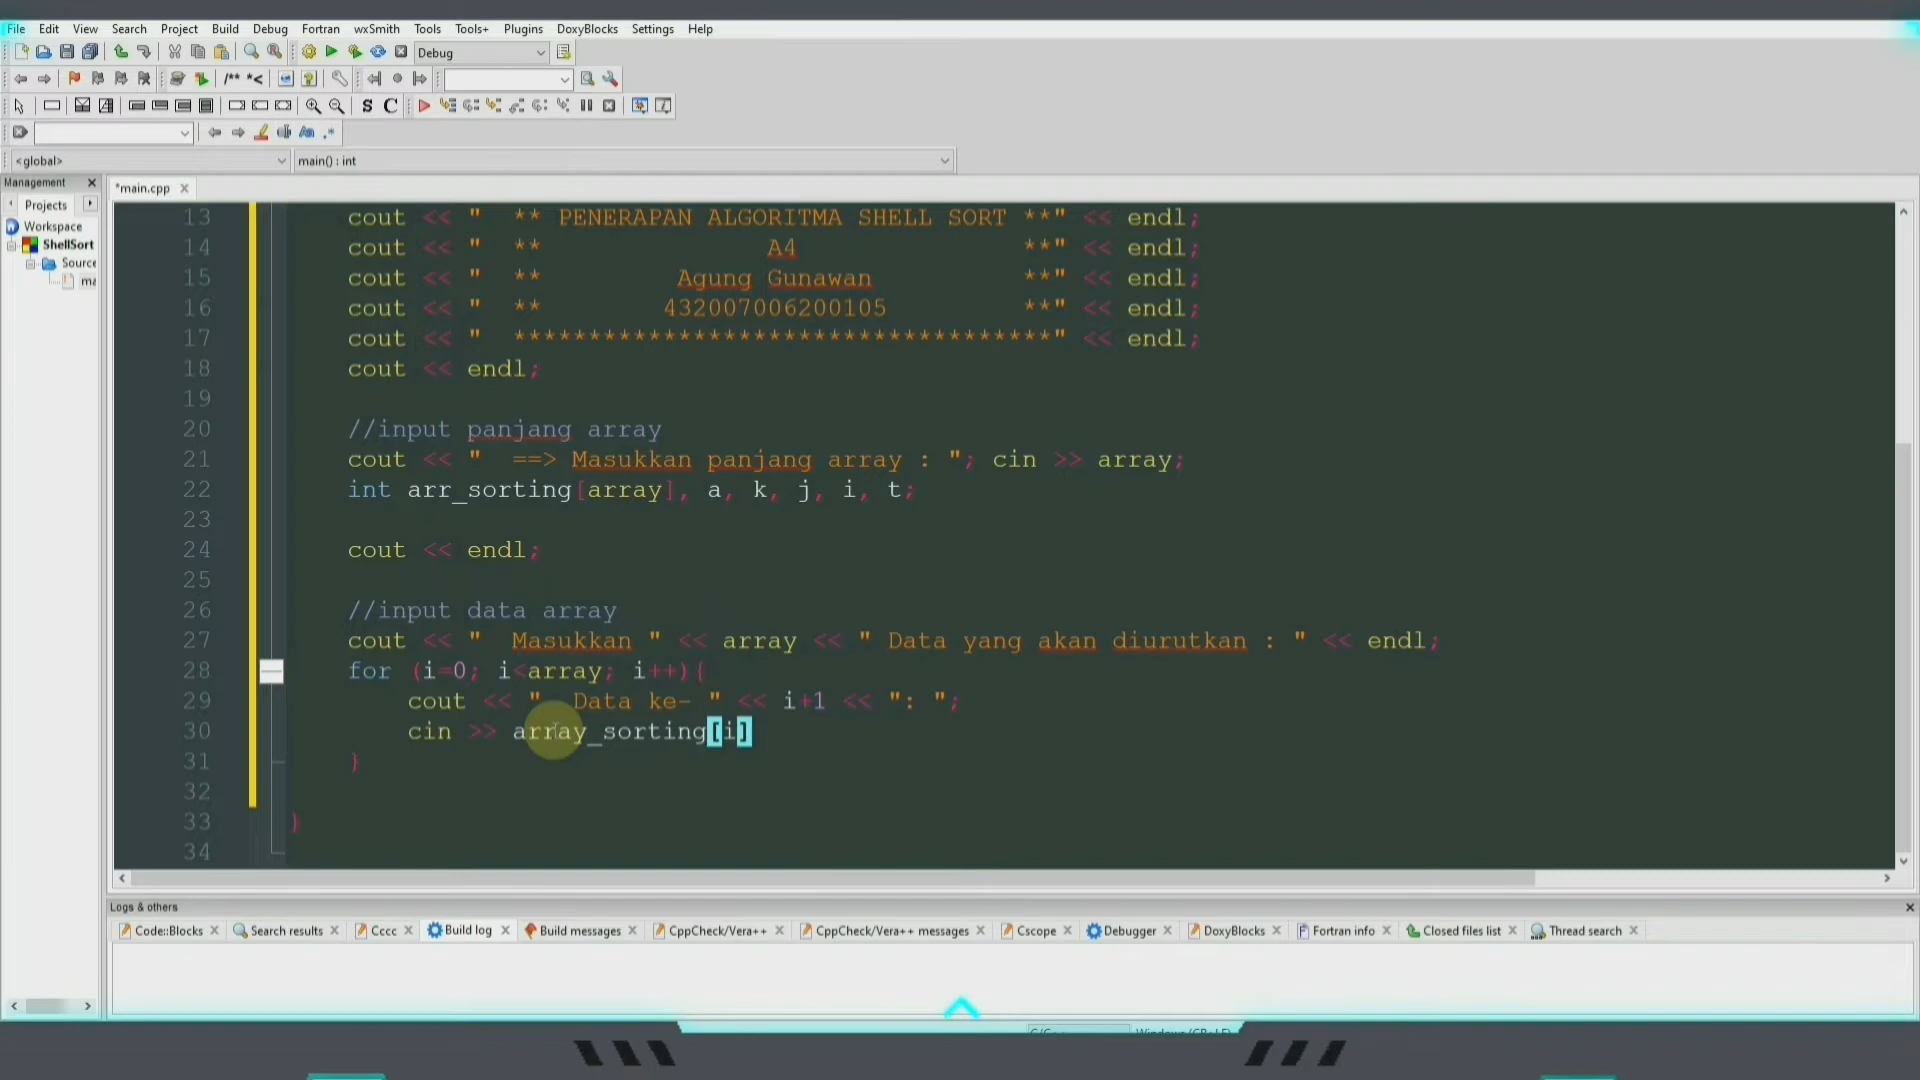 File Edit View Search Project Build Debug Fortran wxSmith Tools Tools+ Plugins DoxyBlocks Settings Help
Debug
/** *<
S C
<global> main() : int
Management
*main.cpp
Projects
Workspace
ShellSort
Source
ma
13 cout << "  ** PENERAPAN ALGORITMA SHELL SORT **" << endl;
14 cout << "  **               A4               **" << endl;
15 cout << "  **         Agung Gunawan          **" << endl;
16 cout << "  **        432007006200105         **" << endl;
17 cout << "  ************************************" << endl;
18 cout << endl;
19
20 //input panjang array
21 cout << "  ==> Masukkan panjang array : "; cin >> array;
22 int arr_sorting[array], a, k, j, i, t;
23
24 cout << endl;
25
26 //input data array
27 cout << "  Masukkan " << array << " Data yang akan diurutkan : " << endl;
28 for (i=0; i<array; i++){
29 cout << "  Data ke- " << i+1 << ": ";
30 cin >> array_sorting[i]
31 }
32
33 }
34
Logs & others
Code::Blocks Search results Cccc Build log Build messages CppCheck/Vera++ CppCheck/Vera++ messages Cscope Debugger DoxyBlocks Fortran info Closed files list Thread search